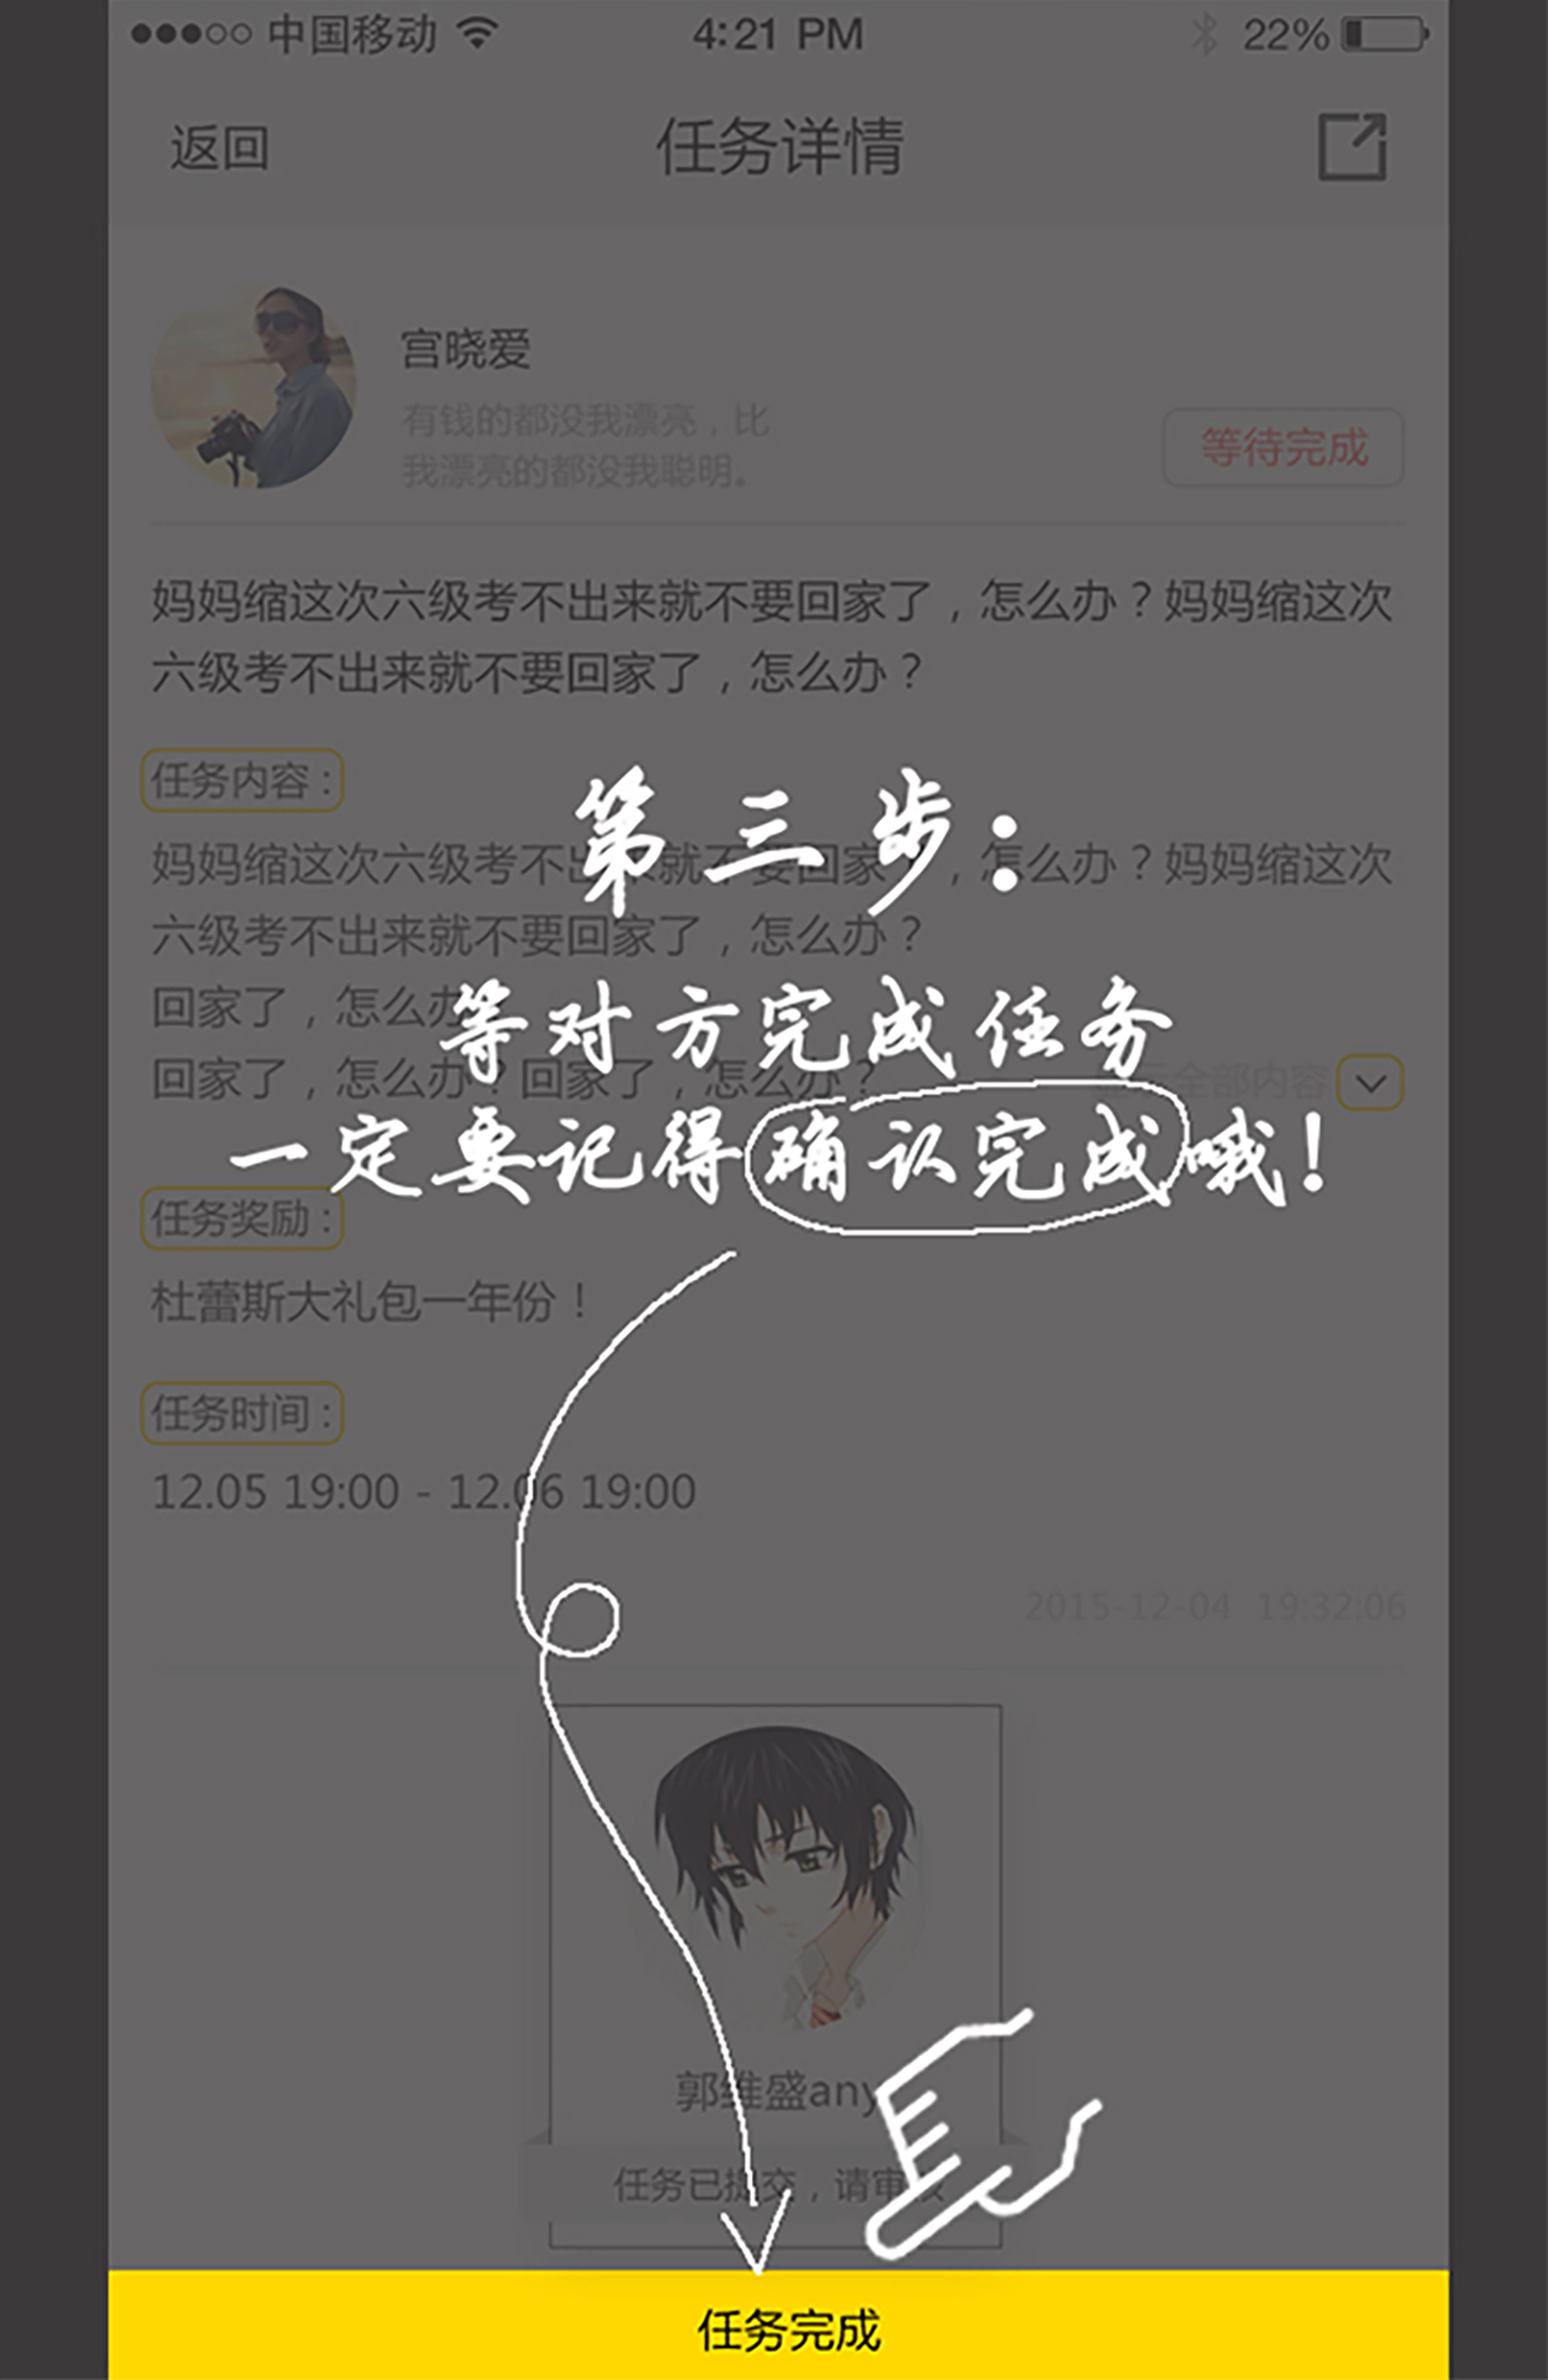 中国移动 4:21 PM 22%
返回 任务详情
宫晓爱
有钱的都没我漂亮，比
我漂亮的都没我聪明。
等待完成
妈妈缩这次六级考不出来就不要回家了，怎么办？妈妈缩这次
六级考不出来就不要回家了，怎么办？
任务内容：
第三步：
妈妈缩这次六级考不出来就不要回家，怎么办？妈妈缩这次
六级考不出来就不要回家了，怎么办？
等对方完成任务
回家了，怎么办
回家了，怎么办？回家了，怎么办？ 全部内容
一定要记得确认完成哦！
任务奖励：
杜蕾斯大礼包一年份！
任务时间：
12.05 19:00 - 12.06 19:00
2015-12-04 19:32:06
郭维盛any
任务已提交，请审
任务完成